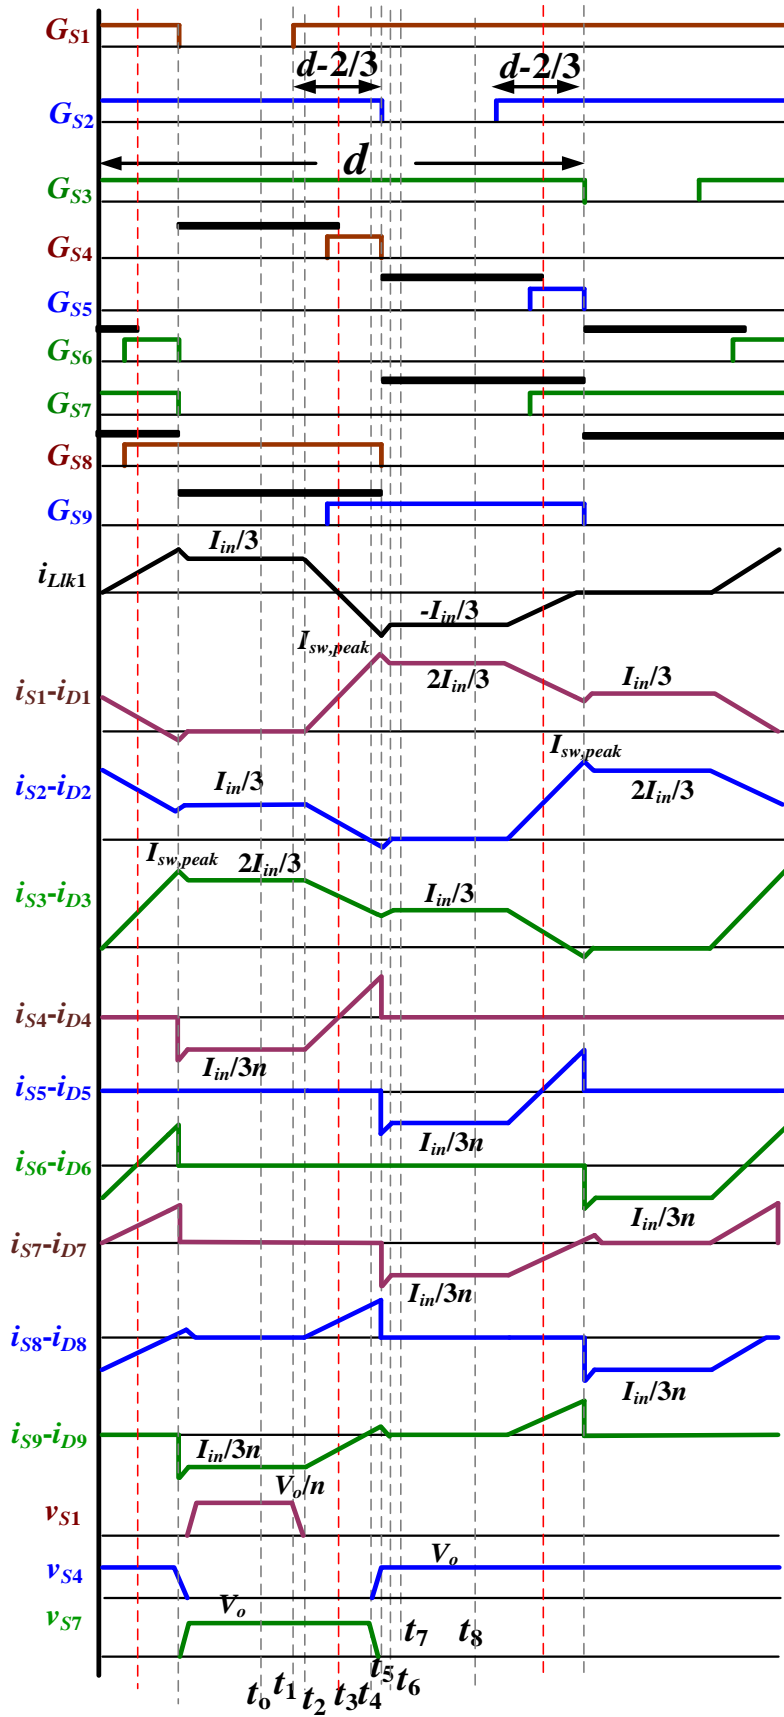 G_S1
d-2/3 d-2/3
G_S2
d
G_S3
G_S4
G_S5
G_S6
G_S7
G_S8
G_S9
I_in/3
i_Llk1
-I_in/3
I_sw,peak
i_S1-i_D1 2I_in/3 I_in/3
I_sw,peak
i_S2-i_D2 I_in/3 2I_in/3
I_sw,peak 2I_in/3
i_S3-i_D3 I_in/3
i_S4-i_D4
I_in/3n
i_S5-i_D5
I_in/3n
i_S6-i_D6
I_in/3n
i_S7-i_D7
I_in/3n
i_S8-i_D8
I_in/3n
i_S9-i_D9
I_in/3n
V_o/n
v_S1
V_o
v_S4
V_o
v_S7
t_o t_1 t_2 t_3 t_4 t_5 t_6 t_7 t_8